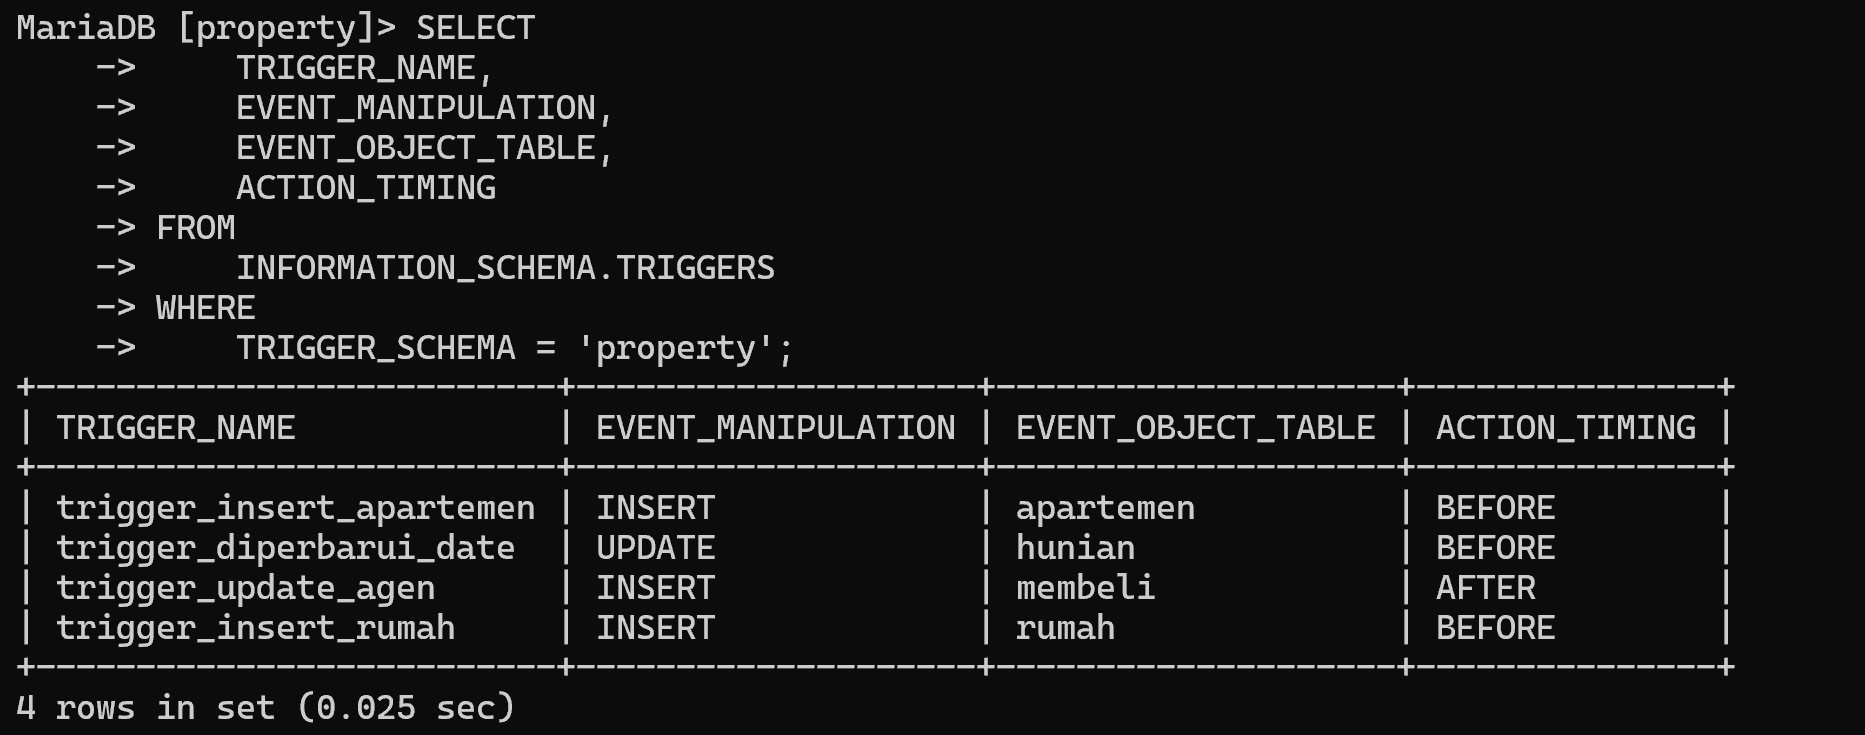 MariaDB [property]> SELECT
    ->     TRIGGER_NAME,
    ->     EVENT_MANIPULATION,
    ->     EVENT_OBJECT_TABLE,
    ->     ACTION_TIMING
    -> FROM
    ->     INFORMATION_SCHEMA.TRIGGERS
    -> WHERE
    ->     TRIGGER_SCHEMA = 'property';
+--------------------------+--------------------+--------------------+---------------+
| TRIGGER_NAME             | EVENT_MANIPULATION | EVENT_OBJECT_TABLE | ACTION_TIMING |
+--------------------------+--------------------+--------------------+---------------+
| trigger_insert_apartemen | INSERT             | apartemen          | BEFORE        |
| trigger_diperbarui_date  | UPDATE             | hunian             | BEFORE        |
| trigger_update_agen      | INSERT             | membeli            | AFTER         |
| trigger_insert_rumah     | INSERT             | rumah              | BEFORE        |
+--------------------------+--------------------+--------------------+---------------+
4 rows in set (0.025 sec)